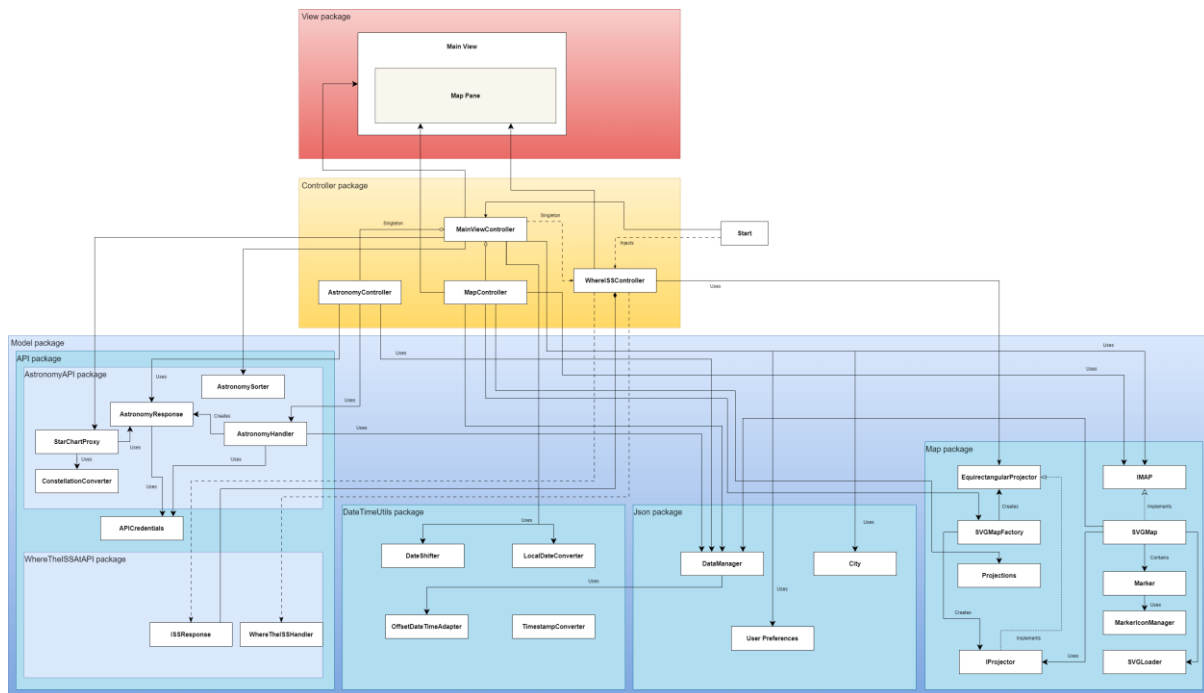 View package
Main View
Map Pane
Controller package
Singleton
MainViewController
Singleton
Start
Injects
WhereISSController
AstronomyController
MapController
Uses
Model package
API package
Uses
Uses
Uses
AstronomyAPI package
AstronomySorter
Uses
Uses
AstronomyResponse
Creates
AstronomyHandler
Uses
StarChartProxy
Uses
Uses
Uses
ConstellationConverter
Uses
APICredentials
Map package
EquirectangularProjector
IMAP
Creates
Implements
SVGMapFactory
SVGMap
DateTimeUtils package
Uses
Json package
Uses
WhereTheISSAtAPI package
DateShifter
LocalDateConverter
DataManager
City
Contains
Projections
Marker
Uses
Uses
Uses
Creates
ISSResponse
WhereTheISSHandler
OffsetDateTimeAdapter
TimestampConverter
User Preferences
MarkerIconManager
Implements
IProjector
Uses
SVGLoader